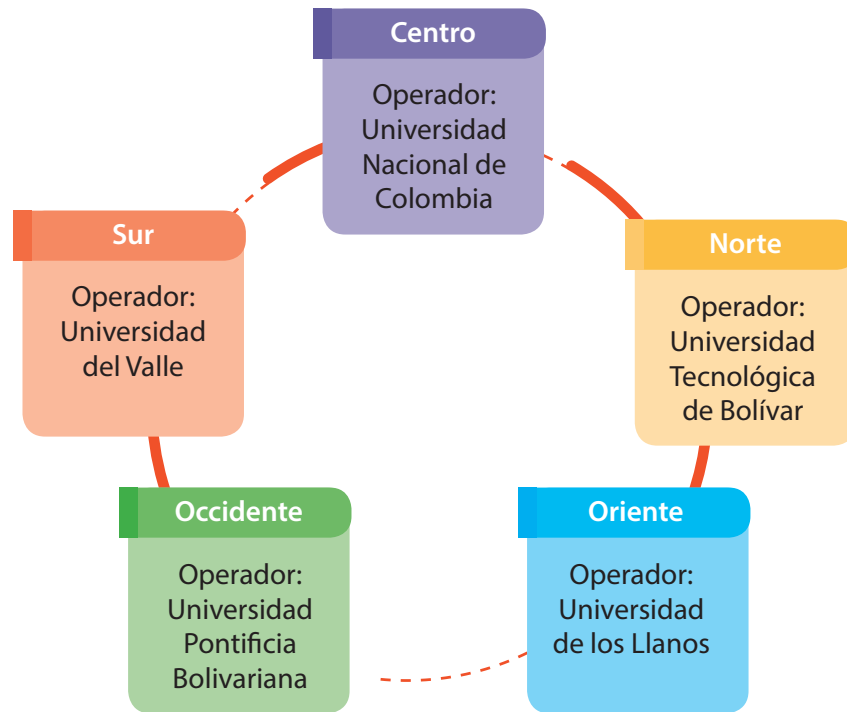 Centro
Operador:
Universidad
Nacional de
Colombia
Sur
Operador:
Universidad
del Valle
Norte
Operador:
Universidad
Tecnológica
de Bolívar
Occidente
Operador:
Universidad
Pontificia
Bolivariana
Oriente
Operador:
Universidad
de los Llanos